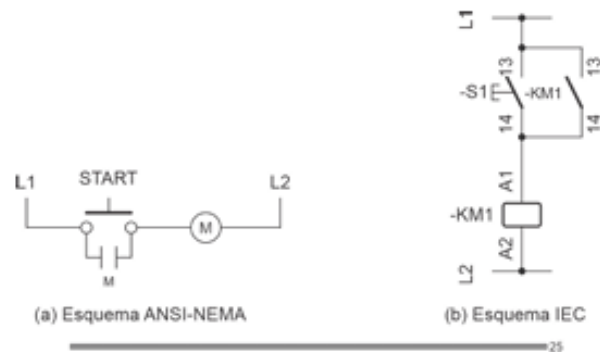 L1
START
L2
M
M
(a) Esquema ANSI-NEMA
L1
13
13
-S1
-KM1
14
14
A1
-KM1
A2
L2
(b) Esquema IEC
25